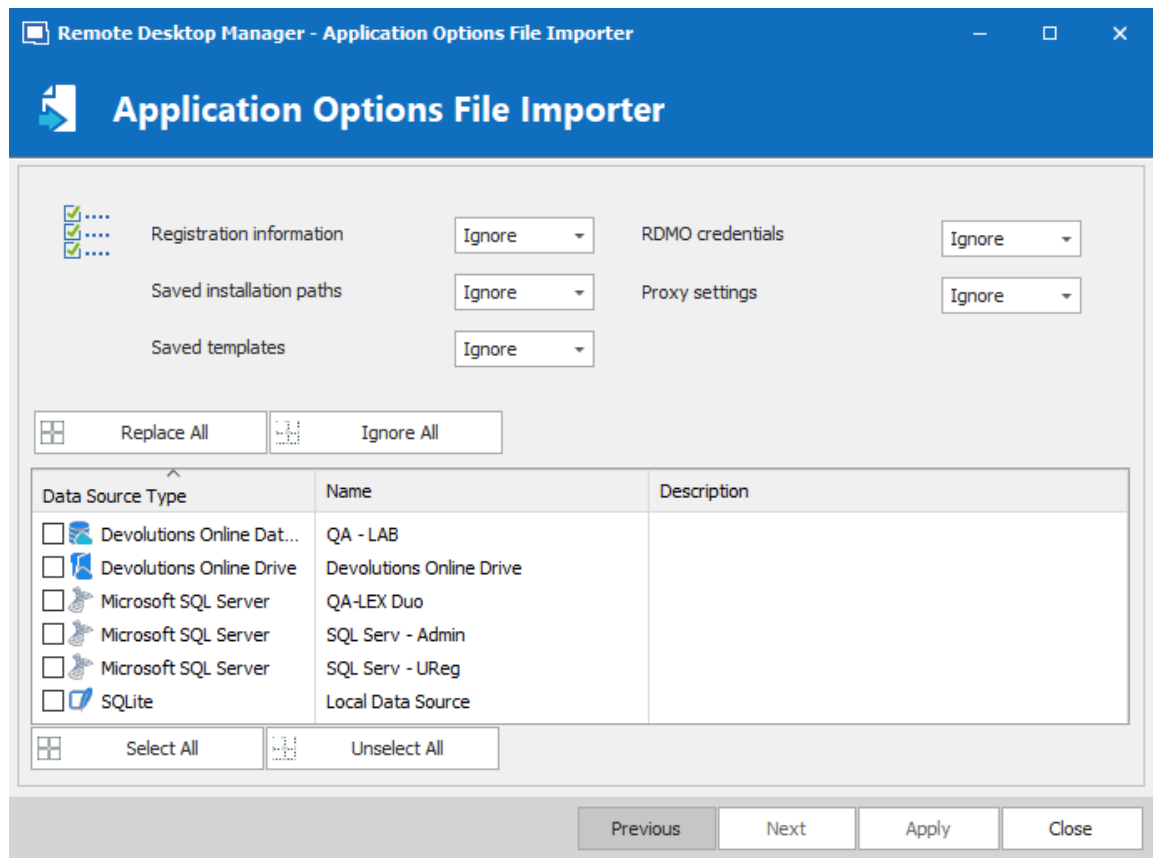 Remote Desktop Manager - Application Options File Importer
Application Options File Importer
Registration information Ignore RDMO credentials Ignore
Saved installation paths Ignore Proxy settings Ignore
Saved templates Ignore
Replace All Ignore All
Data Source Type Name Description
Devolutions Online Dat... QA - LAB
Devolutions Online Drive Devolutions Online Drive
Microsoft SQL Server QA-LEX Duo
Microsoft SQL Server SQL Serv - Admin
Microsoft SQL Server SQL Serv - UReg
SQLite Local Data Source
Select All Unselect All
Previous Next Apply Close